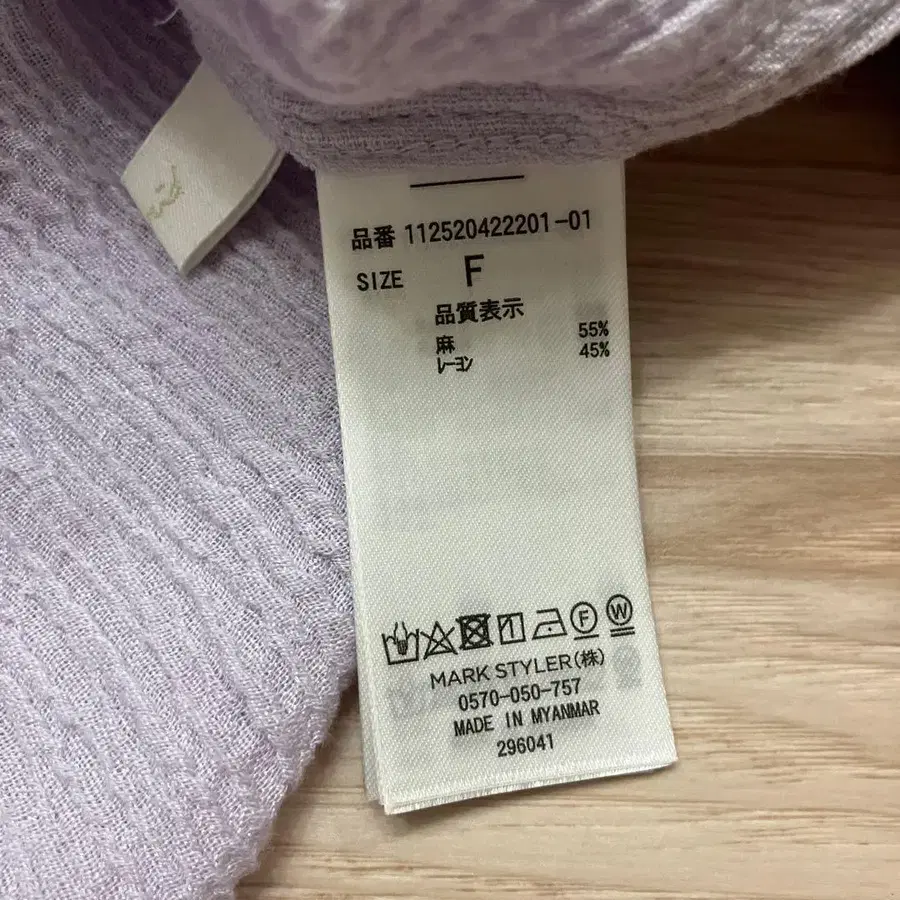 品番 112520422201-01
SIZE F
品質表示
麻 55%
ﾚｰﾖﾝ 45%
F W
MARK STYLER(株)
0570-050-757
MADE IN MYANMAR
296041